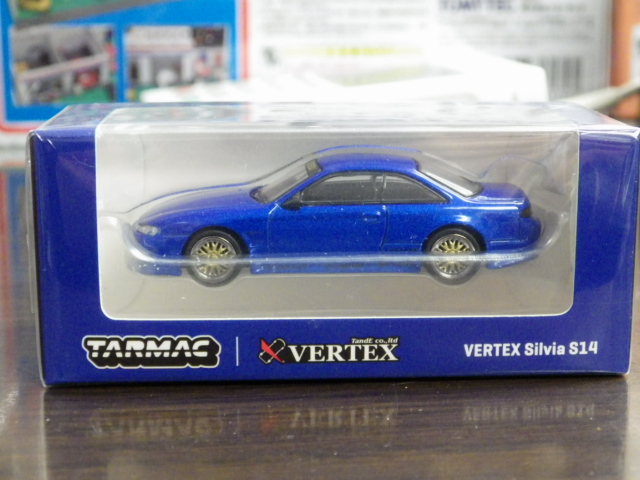 TARMAC
TandE co.,ltd
VERTEX
VERTEX Silvia S14